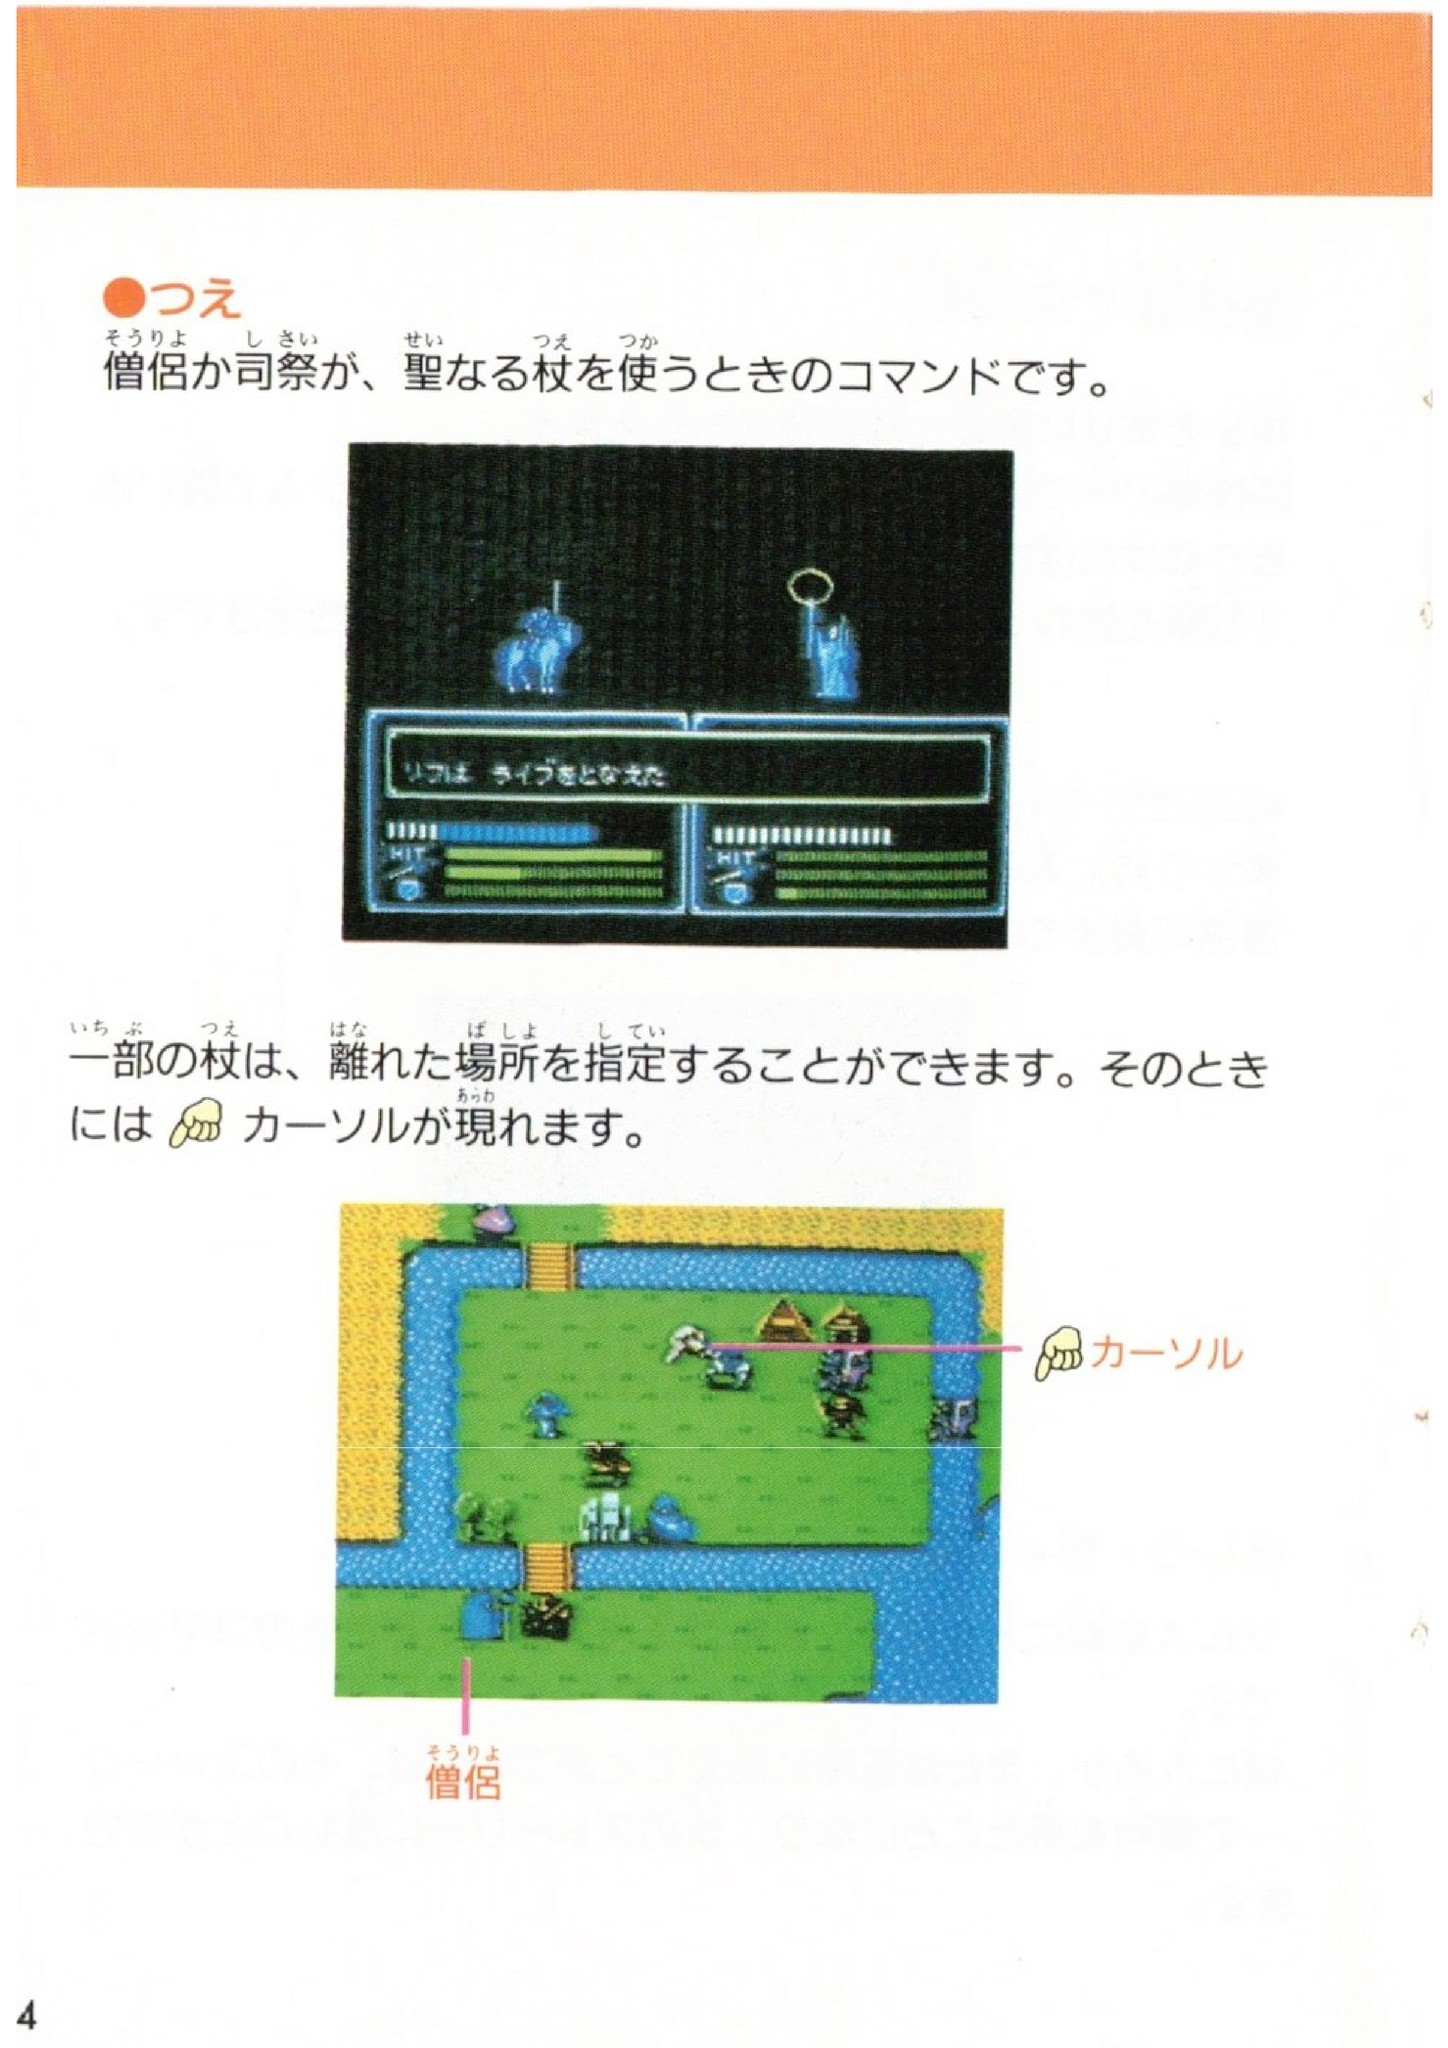 ●つえ
そうりよ し さい せい つえ つか
僧侶か司祭が、聖なる杖を使うときのコマンドです。
リフは ライブをとなえた
HIT HIT
いち ぶ つえ はな ば しよ し てい
一部の杖は、離れた場所を指定することができます。そのとき
あらわ
には カーソルが現れます。
カーソル
そうりよ
僧侶
4